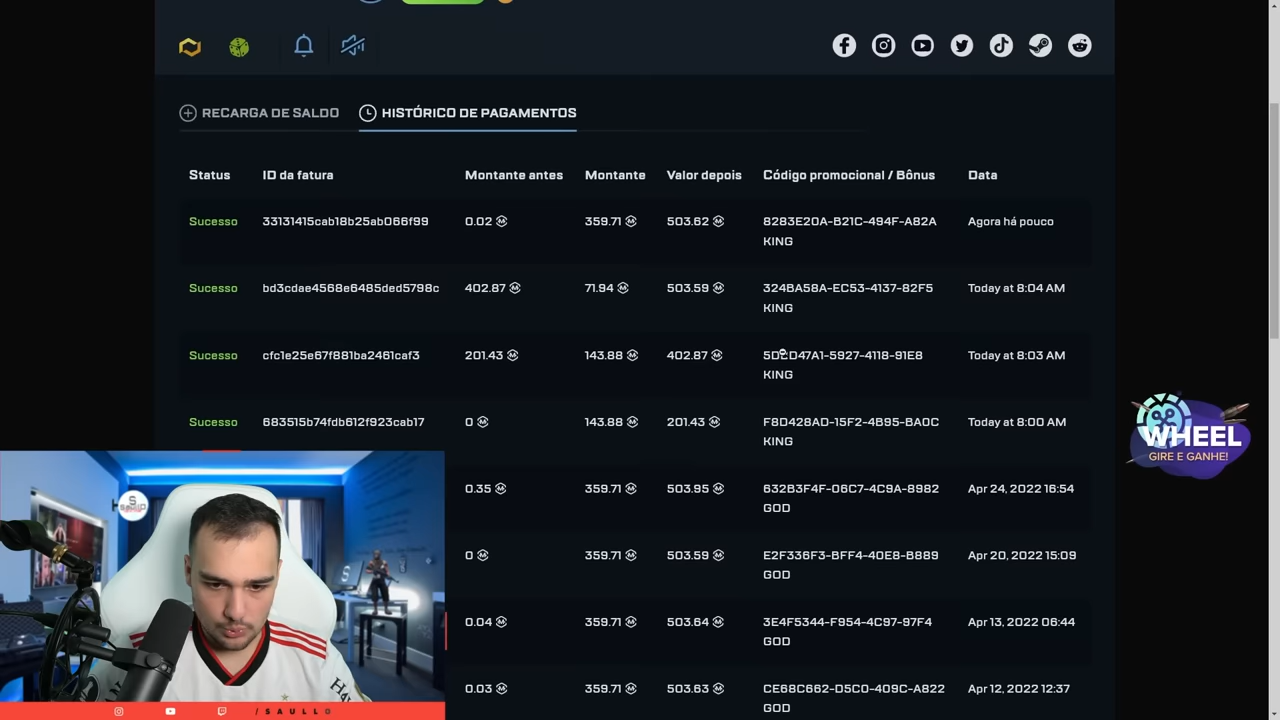 RECARGA DE SALDO HISTÓRICO DE PAGAMENTOS
Status ID da fatura Montante antes Montante Valor depois Código promocional / Bônus Data
Sucesso 33131415cab18b25ab066f99 0.02 359.71 503.62 8283E20A-B21C-494F-A82A Agora há pouco
KING
Sucesso bd3cdae4568e6485ded5798c 402.87 71.94 503.59 324BA58A-EC53-4137-82F5 Today at 8:04 AM
KING
Sucesso cfc1e25e67f881ba2461caf3 201.43 143.88 402.87 Today at 8:03 AM
KING
Sucesso 683515b74fdb612f923cab17 0 143.88 201.43 F8D428AD-15F2-4B95-BA0C Today at 8:00 AM
KING
0.35 359.71 503.95 632B3F4F-06C7-4C9A-8982 Apr 24, 2022 16:54
GOD
0 359.71 503.59 E2F336F3-BFF4-40E8-B889 Apr 20, 2022 15:09
GOD
0.04 359.71 503.64 3E4F5344-F954-4C97-97F4 Apr 13, 2022 06:44
GOD
0.03 359.71 503.63 CE68C662-D5C0-409C-A822 Apr 12, 2022 12:37
GOD
WHEEL
GIRE E GANHE!
/SAULLO